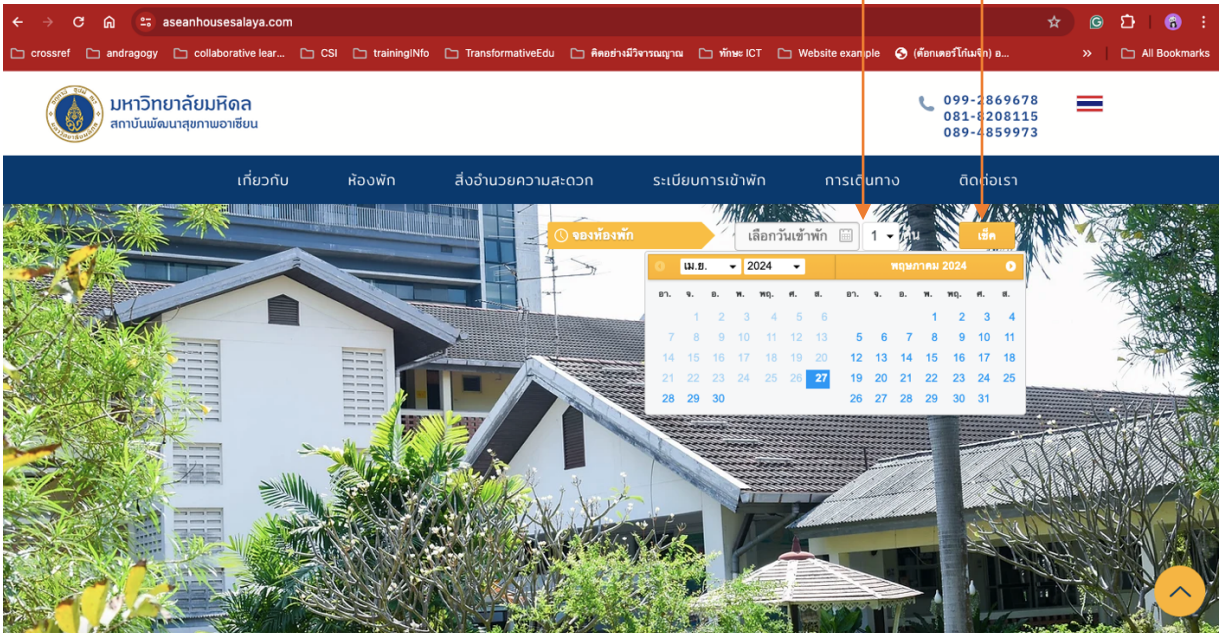 aseanhousesalaya.com
crossref andragogy collaborative lear... CSI trainingINfo TransformativeEdu คิดอย่างมีวิจารณญาณ ทักษะ ICT Website example (ด๊อกเตอร์โก้เมจิก) อ... » All Bookmarks
มหาวิทยาลัยมหิดล
สถาบันพัฒนาสุขภาพอาเซียน
099-2869678
081-8208115
089-4859973
เกี่ยวกับ ห้องพัก สิ่งอำนวยความสะดวก ระเบียบการเข้าพัก การเดินทาง ติดต่อเรา
จองห้องพัก เลือกวันเข้าพัก 1 คืน เช็ค
เม.ย. 2024 พฤษภาคม 2024
อา. จ. อ. พ. พฤ. ศ. ส. อา. จ. อ. พ. พฤ. ศ. ส.
1 2 3 4 5 6 1 2 3 4
7 8 9 10 11 12 13 5 6 7 8 9 10 11
14 15 16 17 18 19 20 12 13 14 15 16 17 18
21 22 23 24 25 26 27 19 20 21 22 23 24 25
28 29 30 26 27 28 29 30 31